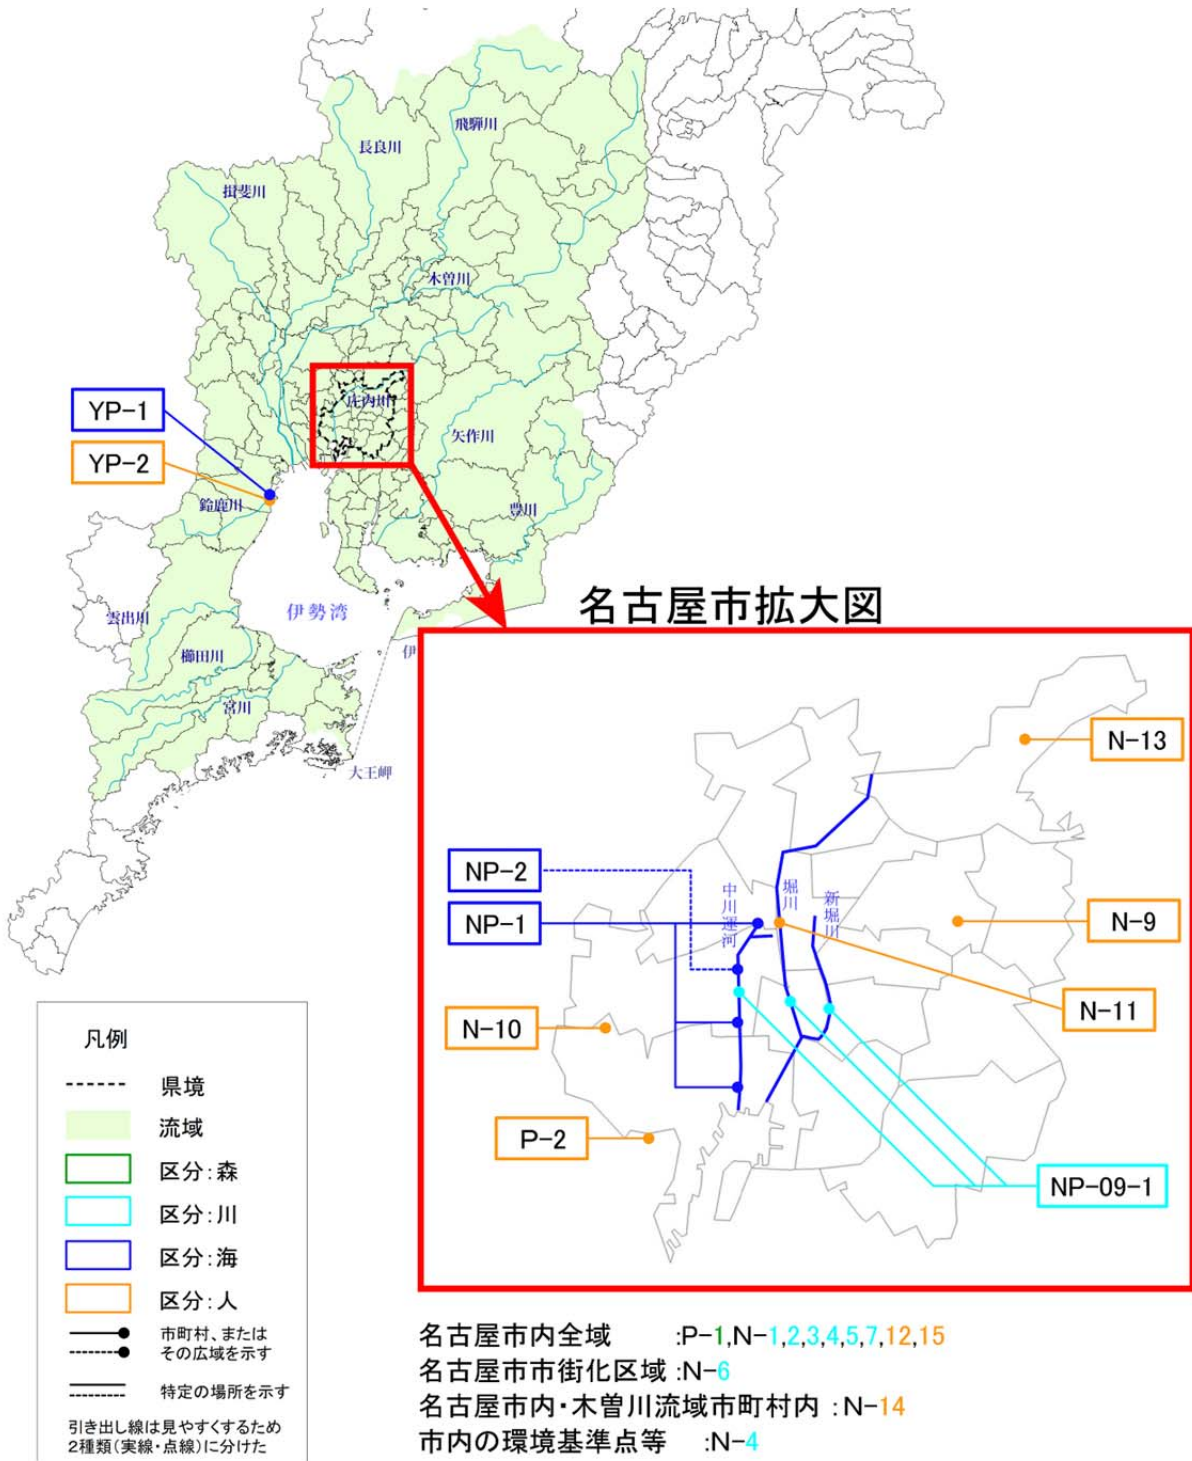 飛騨川
長良川
揖斐川
木曽川
庄内川
YP-1
矢作川
YP-2
鈴鹿川
豊川
名古屋市拡大図
伊勢湾
雲出川
伊
櫛田川
宮川
大王岬
N-13
NP-2
中川運河
堀川
新堀川
NP-1
N-9
N-11
N-10
P-2
NP-09-1
凡例
県境
流域
区分:森
区分:川
区分:海
区分:人
市町村、または
その広域を示す
特定の場所を示す
引き出し線は見やすくするため
2種類(実線・点線)に分けた
名古屋市内全域 :P-1,N-1,2,3,4,5,7,12,15
名古屋市市街化区域 :N-6
名古屋市内・木曽川流域市町村内 :N-14
市内の環境基準点等 :N-4